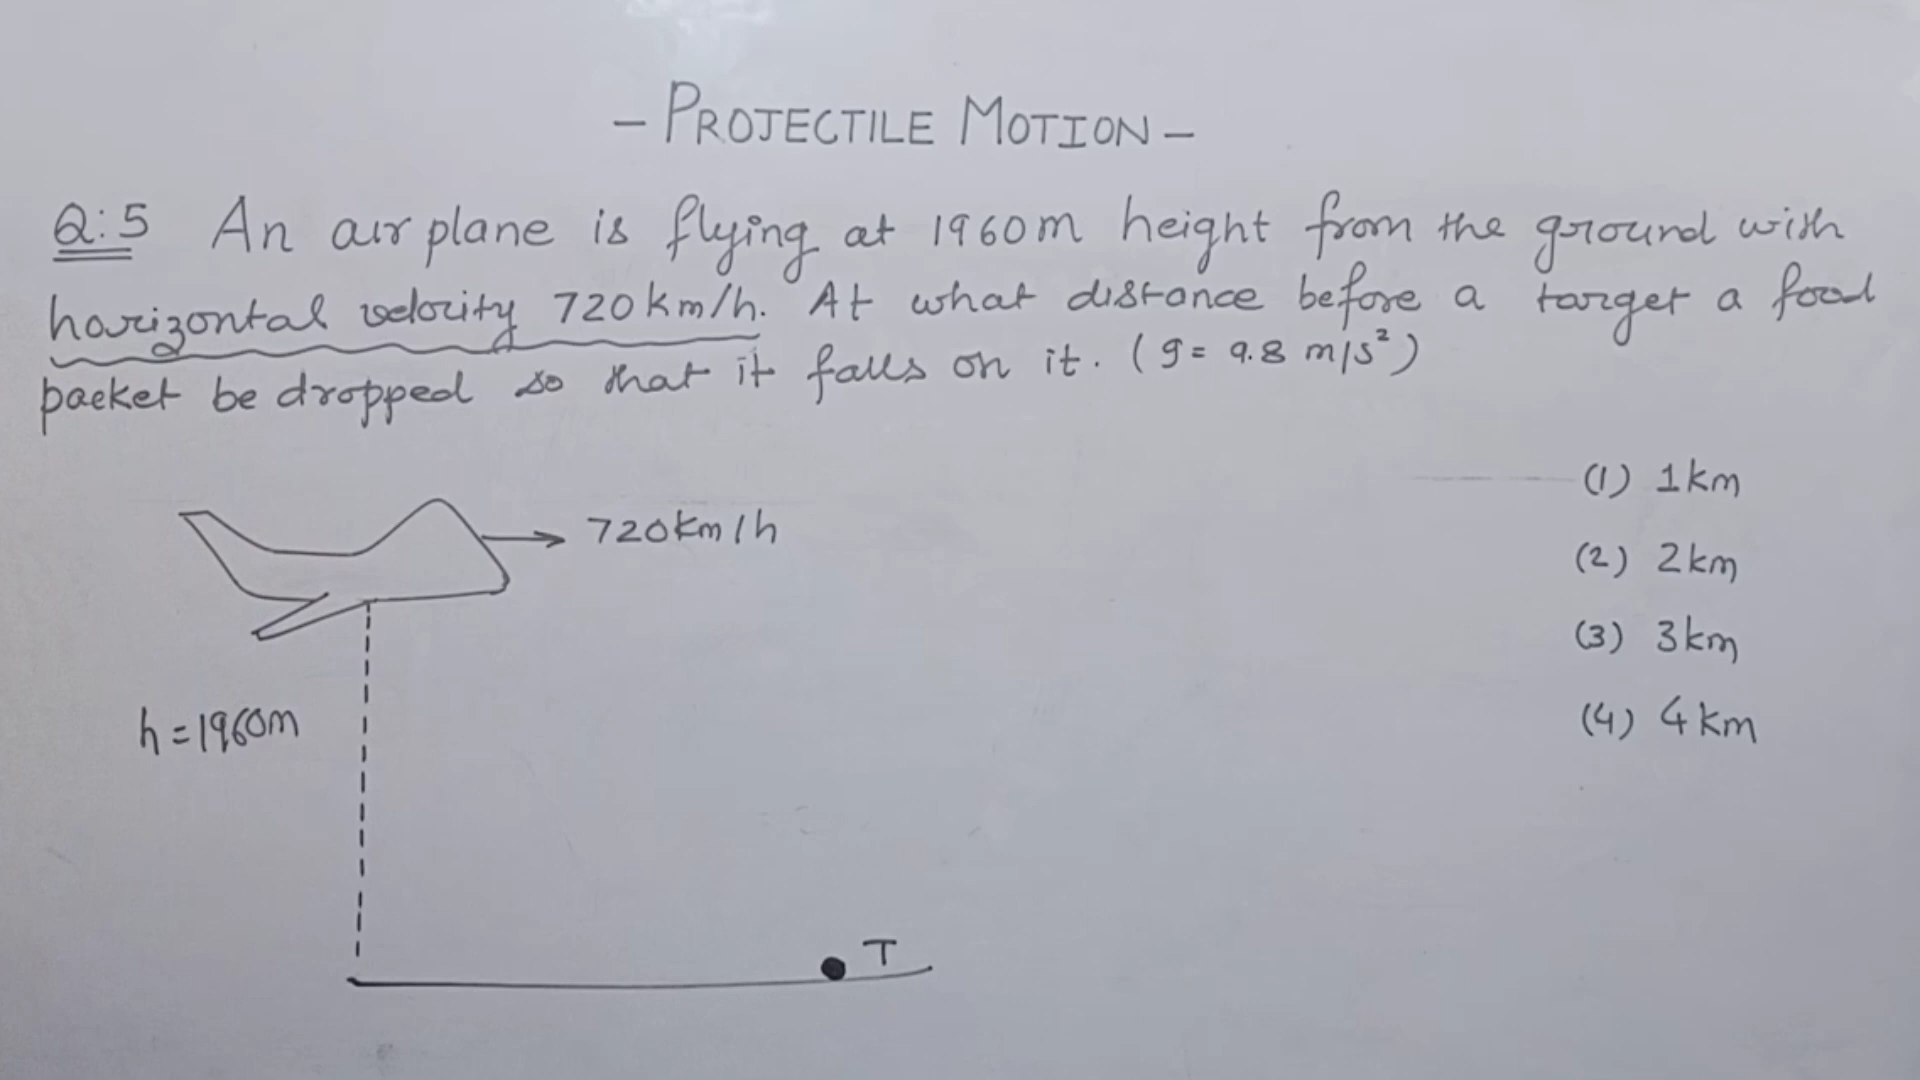 - PROJECTILE MOTION -
Q:5 An airplane is flying at 1960m height from the ground with
horizontal velocity 720km/h. At what distance before a target a food
packet be dropped so that it falls on it. (g= 9.8 m/s²)
(1) 1km
720km/h
(2) 2km
(3) 3km
h=1960m
(4) 4km
T